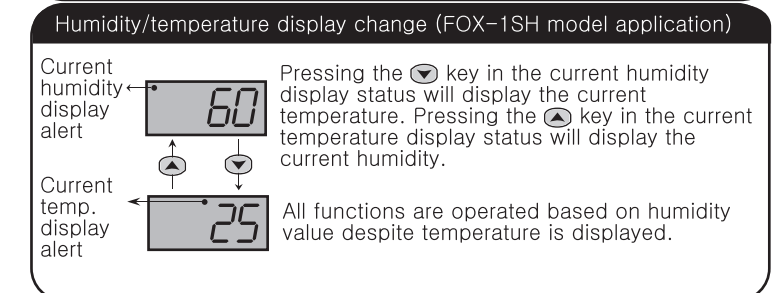 Humidity/temperature display change (FOX-1SH model application)
Current
humidity
display
alert
60
Pressing the key in the current humidity
display status will display the current
temperature. Pressing the key in the current
temperature display status will display the
current humidity.
Current
temp.
display
alert
25
All functions are operated based on humidity
value despite temperature is displayed.